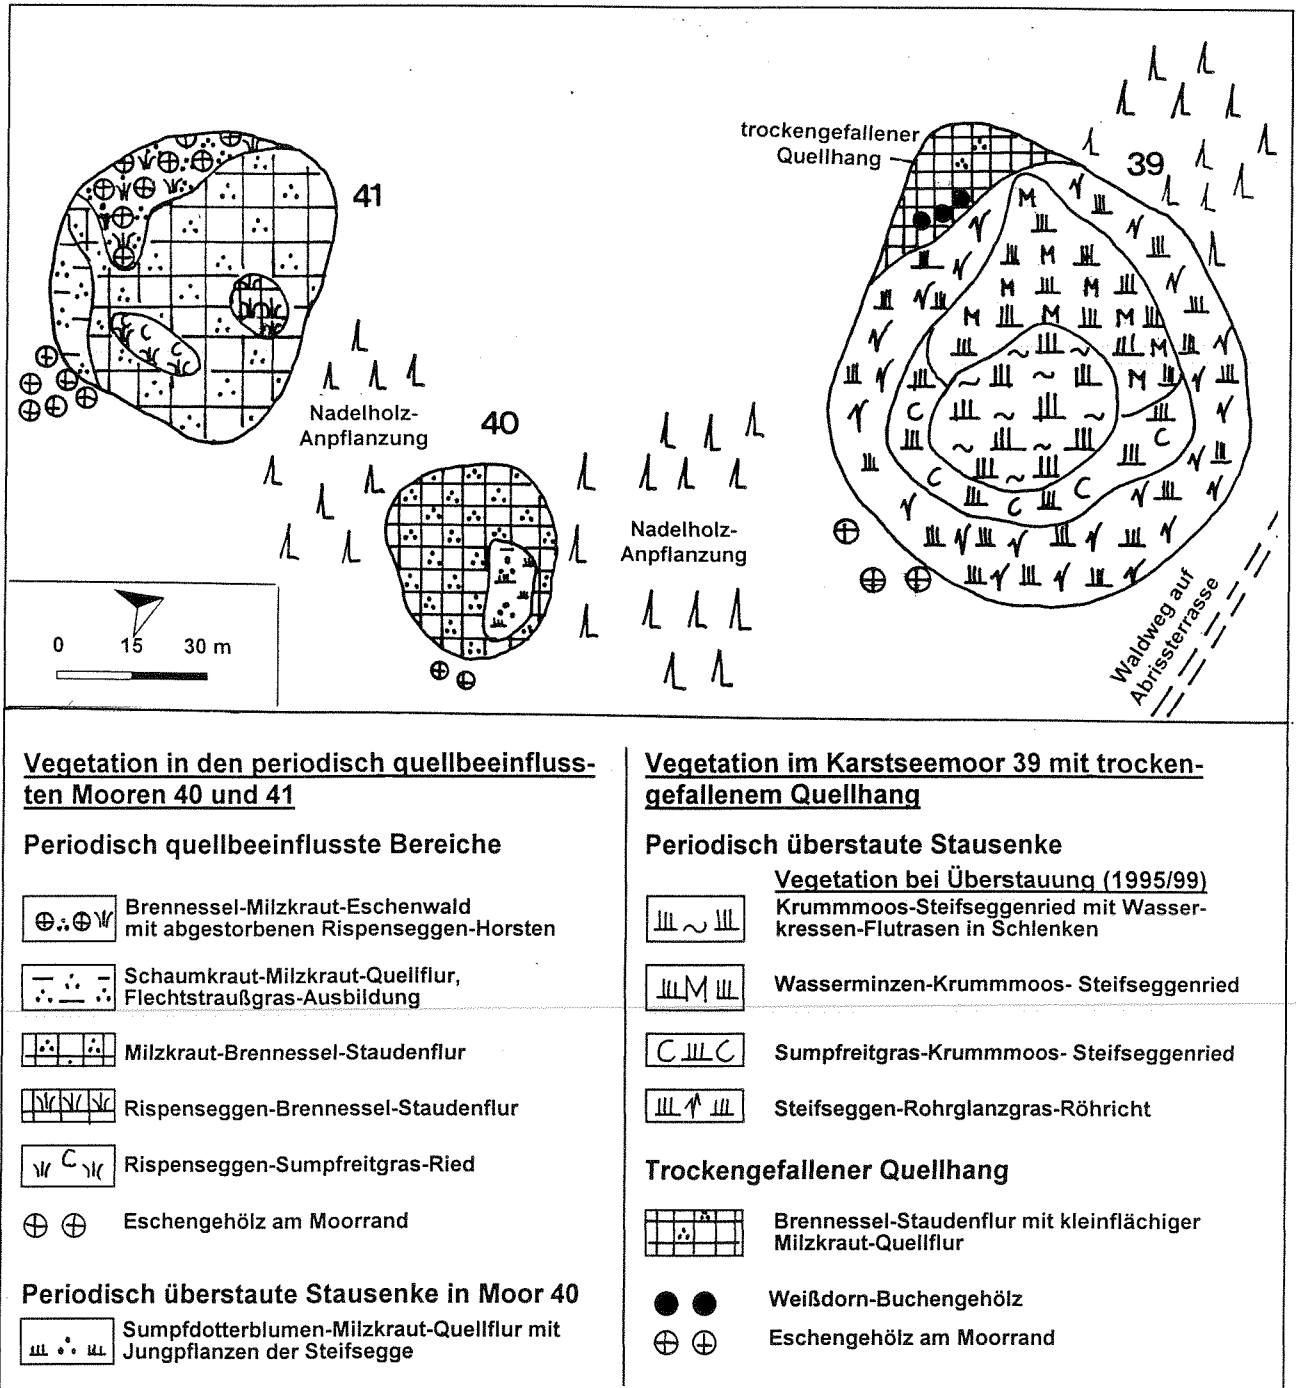 trockengefallener
Quellhang
39
41
40
Nadelholz-
Anpflanzung
Nadelholz-
Anpflanzung
Waldweg auf
Abrissterrasse
0 15 30 m
Vegetation in den periodisch quellbeeinfluss-
ten Mooren 40 und 41
Periodisch quellbeeinflusste Bereiche
Brennessel-Milzkraut-Eschenwald
mit abgestorbenen Rispenseggen-Horsten
Schaumkraut-Milzkraut-Quellflur,
Flechtstraußgras-Ausbildung
Milzkraut-Brennessel-Staudenflur
Rispenseggen-Brennessel-Staudenflur
Rispenseggen-Sumpfreitgras-Ried
Eschengehölz am Moorrand
Periodisch überstaute Stausenke in Moor 40
Sumpfdotterblumen-Milzkraut-Quellflur mit
Jungpflanzen der Steifsegge
Vegetation im Karstseemoor 39 mit trocken-
gefallenem Quellhang
Periodisch überstaute Stausenke
Vegetation bei Überstauung (1995/99)
Krummmoos-Steifseggenried mit Wasser-
kressen-Flutrasen in Schlenken
Wasserminzen-Krummmoos- Steifseggenried
Sumpfreitgras-Krummmoos- Steifseggenried
Steifseggen-Rohrglanzgras-Röhricht
Trockengefallener Quellhang
Brennessel-Staudenflur mit kleinflächiger
Milzkraut-Quellflur
Weißdorn-Buchengehölz
Eschengehölz am Moorrand